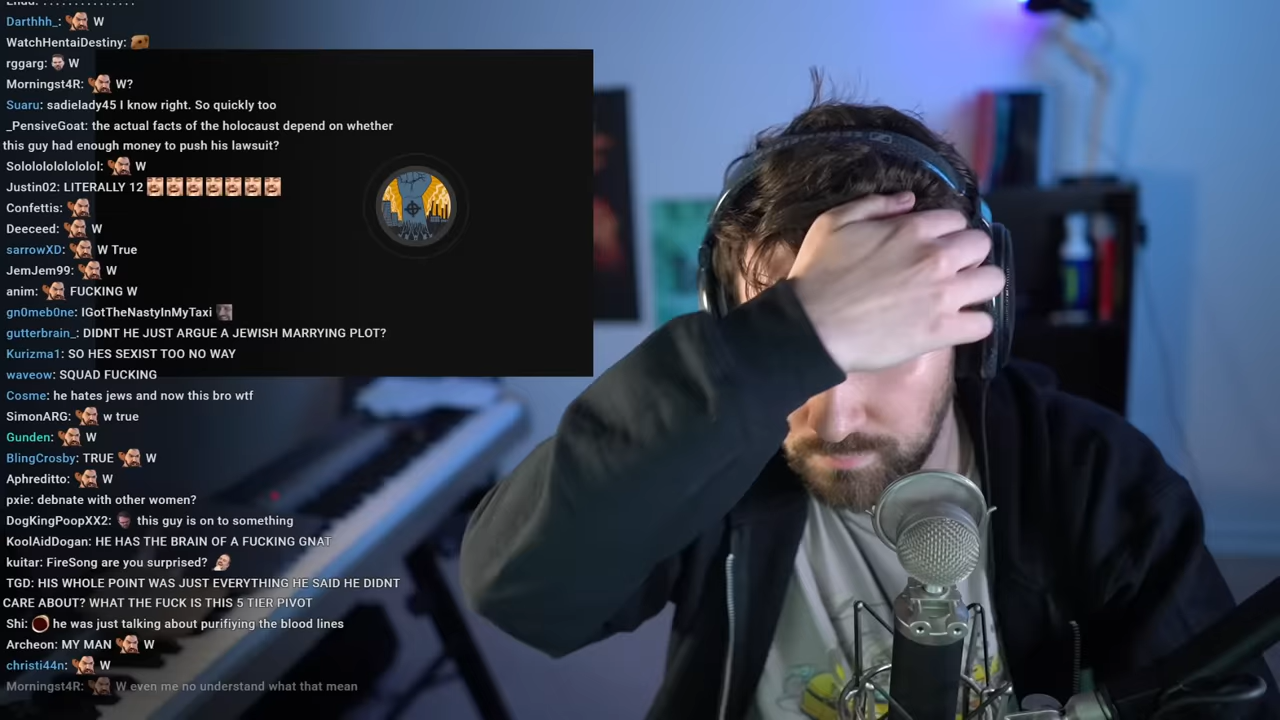 Darthhh_: W
WatchHentaiDestiny:
rggarg: W
Morningst4R: W?
Suaru: sadielady45 I know right. So quickly too
_PensiveGoat: the actual facts of the holocaust depend on whether
this guy had enough money to push his lawsuit?
Solololololololol: W
Justin02: LITERALLY 12
Confettis:
Deeceed: W
sarrowXD: W True
JemJem99: W
anim: FUCKING W
gn0meb0ne: IGotTheNastyInMyTaxi
gutterbrain_: DIDNT HE JUST ARGUE A JEWISH MARRYING PLOT?
Kurizma1: SO HES SEXIST TOO NO WAY
waveow: SQUAD FUCKING
Cosme: he hates jews and now this bro wtf
SimonARG: w true
Gunden: W
BlingCrosby: TRUE W
Aphreditto: W
pxie: debnate with other women?
DogKingPoopXX2: this guy is on to something
KoolAidDogan: HE HAS THE BRAIN OF A FUCKING GNAT
kuitar: FireSong are you surprised?
TGD: HIS WHOLE POINT WAS JUST EVERYTHING HE SAID HE DIDNT
CARE ABOUT? WHAT THE FUCK IS THIS 5 TIER PIVOT
Shi: he was just talking about purifiying the blood lines
Archeon: MY MAN W
christi44n: W
Morningst4R: W even me no understand what that mean